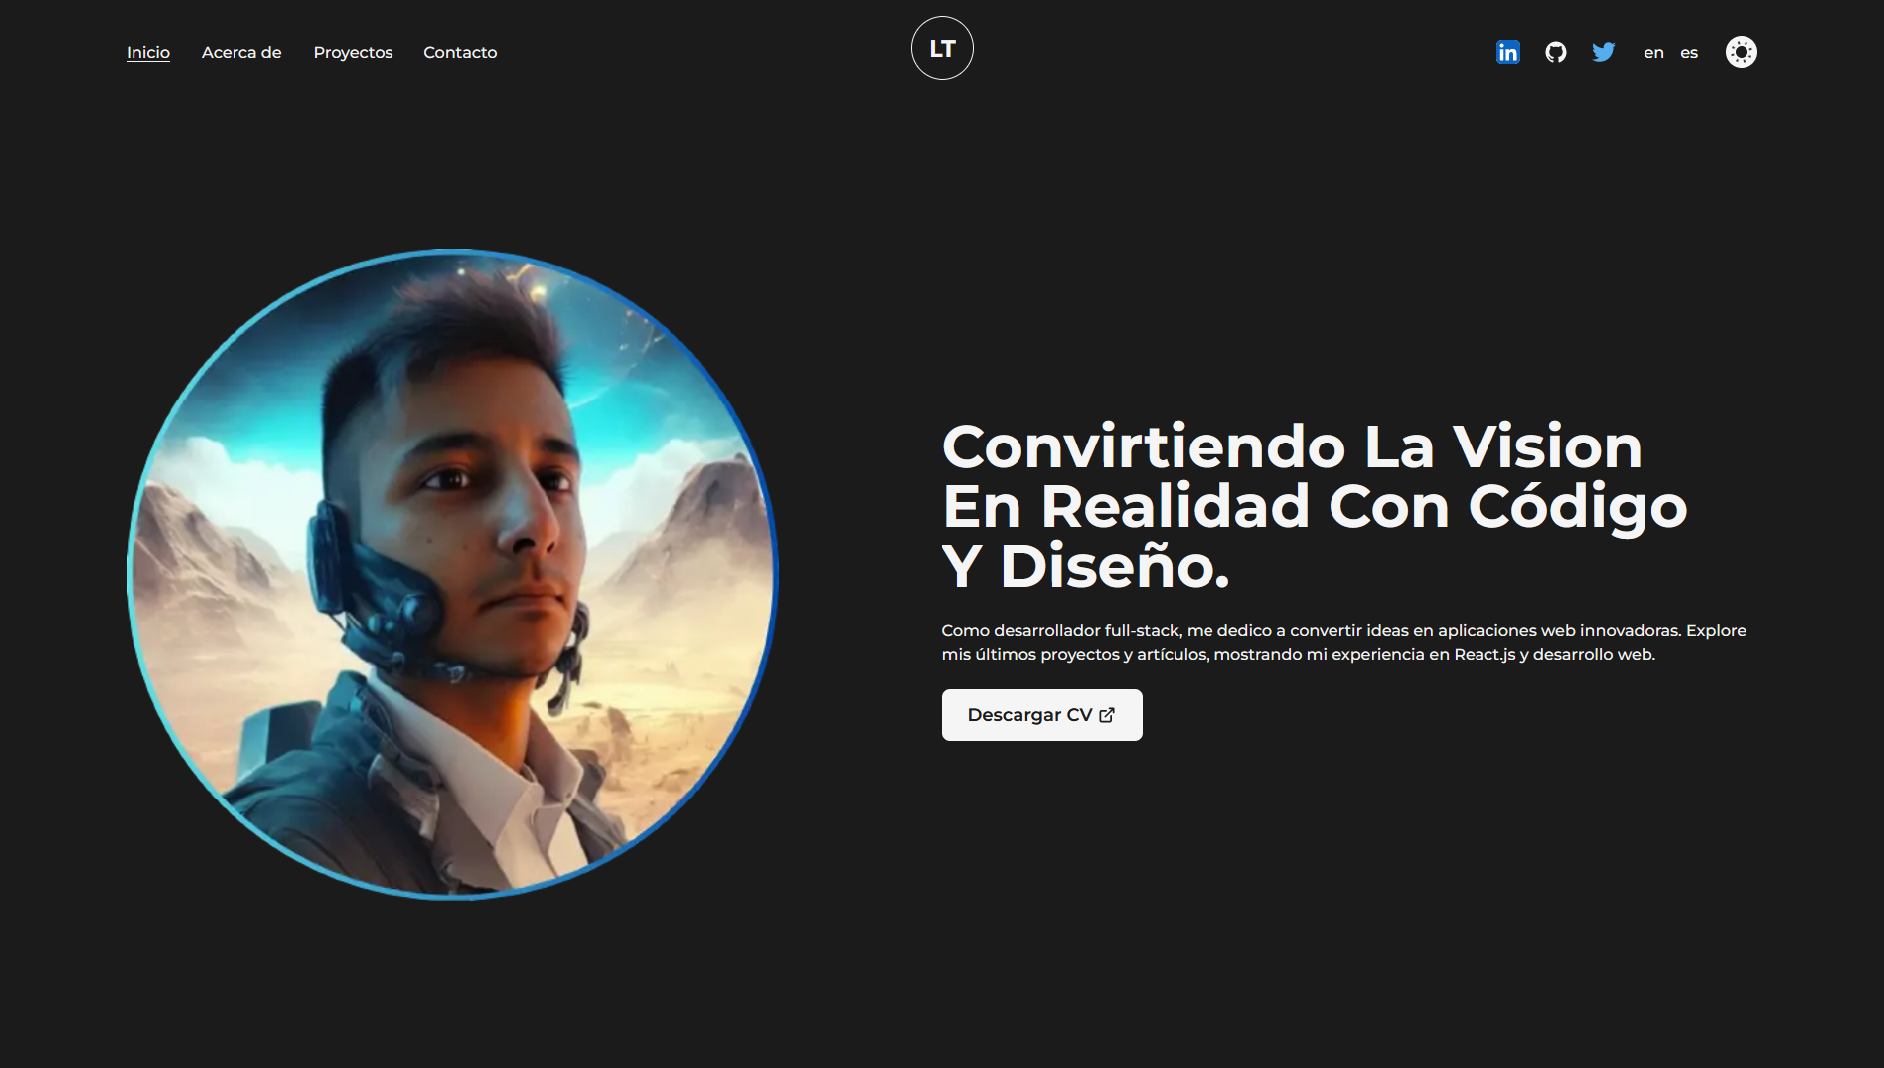 Inicio Acerca de Proyectos Contacto LT in en es
Convirtiendo La Vision
En Realidad Con Código
Y Diseño.
Como desarrollador full-stack, me dedico a convertir ideas en aplicaciones web innovadoras. Explore
mis últimos proyectos y artículos, mostrando mi experiencia en React.js y desarrollo web.
Descargar CV